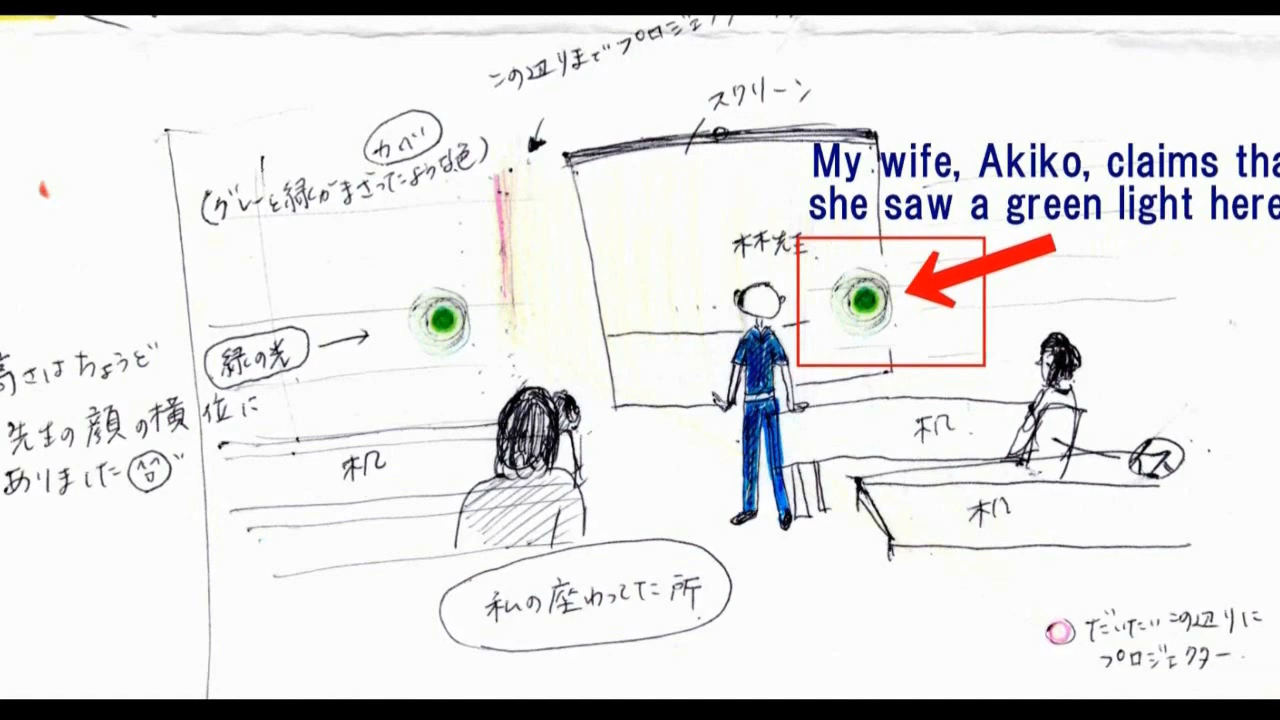 この辺りまでプロジェクター
スクリーン
カベ
(グレーと緑がまざったような色)
My wife, Akiko, claims tha
she saw a green light here
林先生
緑の光
高さはちょうど
先生の顔の横位に
ありました
机
机
イス
机
私の座わってた所
だいたいこの辺りに
プロジェクター.